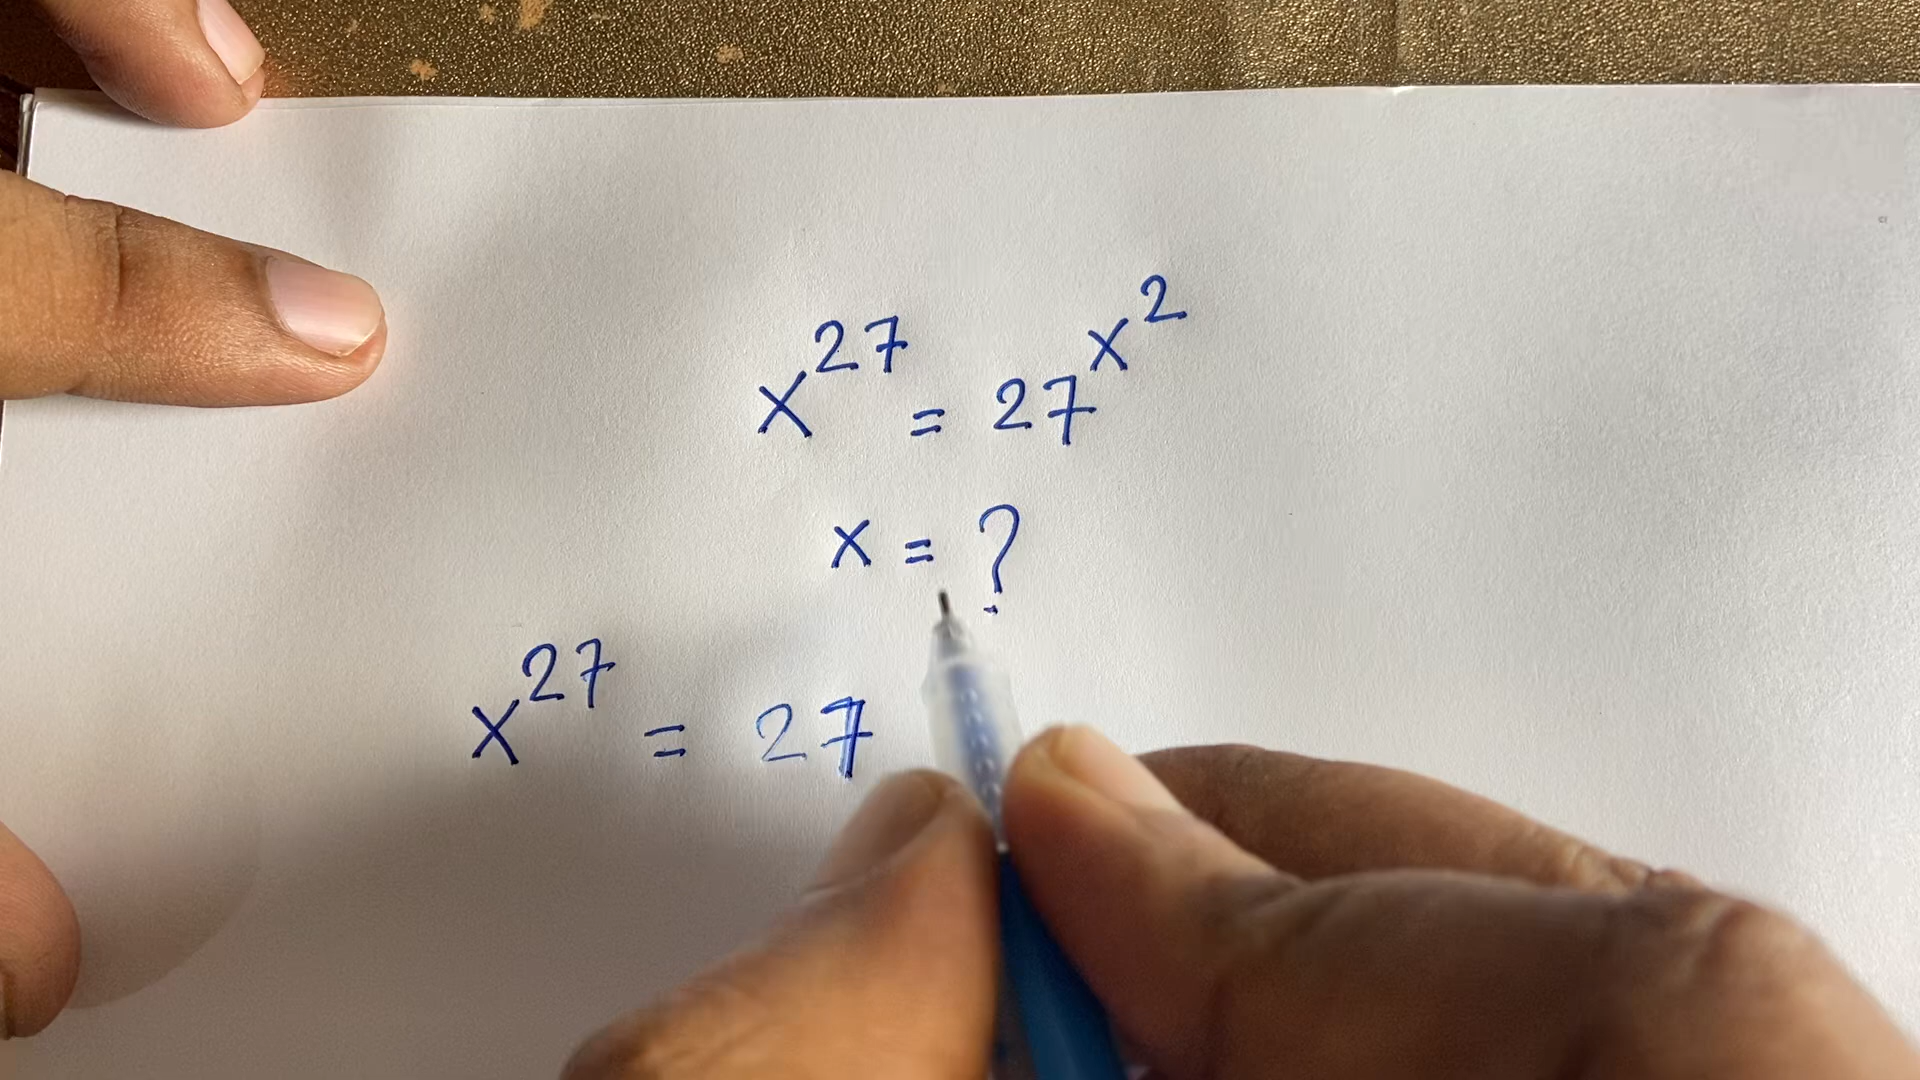 x^27 = 27^x^2
x = ?
x^27 = 27